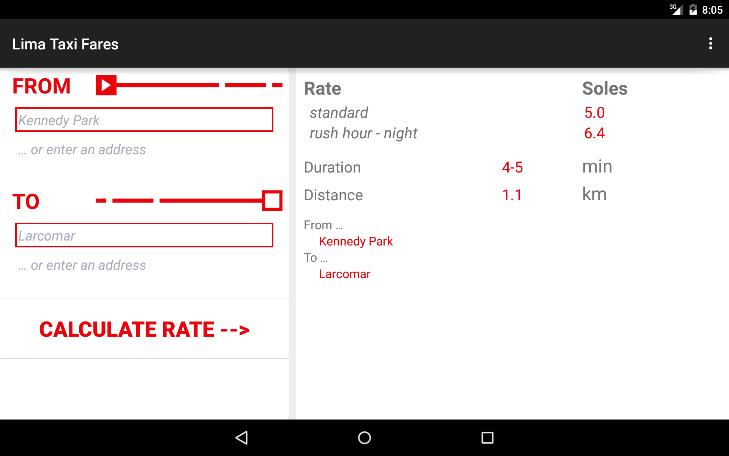 3G 8:05
Lima Taxi Fares
FROM
Kennedy Park
... or enter an address
TO
Larcomar
... or enter an address
CALCULATE RATE -->
Rate Soles
standard 5.0
rush hour - night 6.4
Duration 4-5 min
Distance 1.1 km
From ...
Kennedy Park
To ...
Larcomar